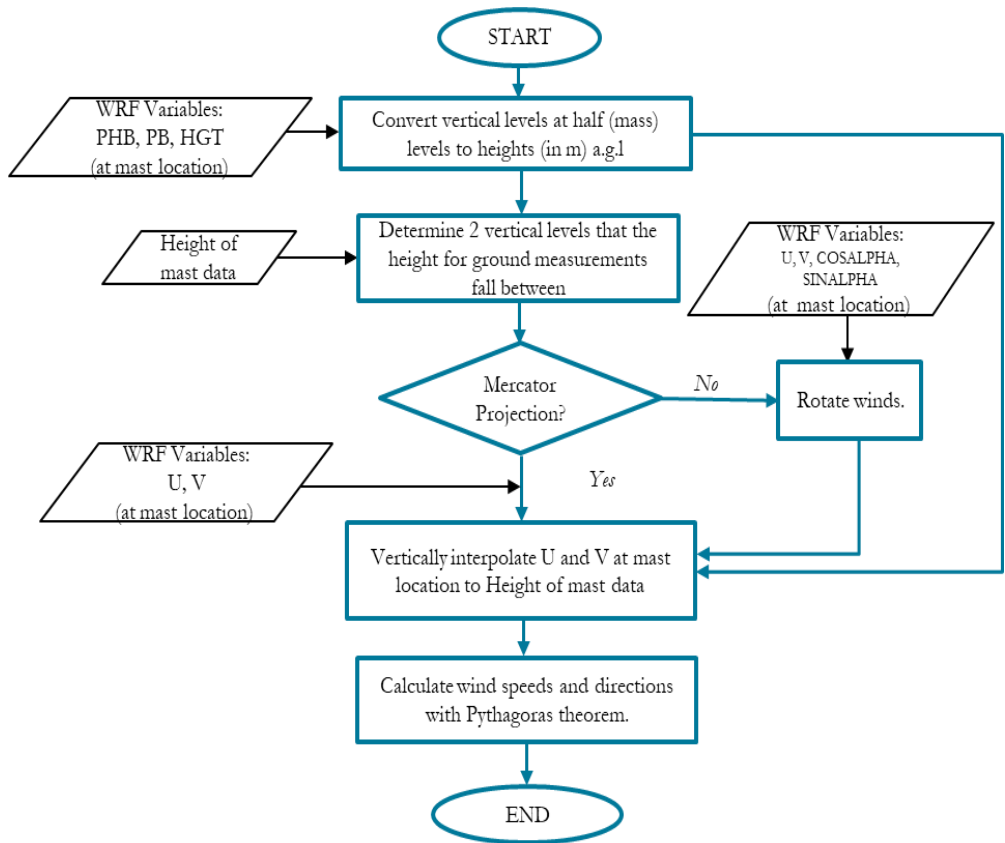 START
WRF Variables:
PHB, PB, HGT
(at mast location)
Convert vertical levels at half (mass)
levels to heights (in m) a.g.l
Height of
mast data
Determine 2 vertical levels that the
height for ground measurements
fall between
WRF Variables:
U, V, COSALPHA,
SINALPHA
(at mast location)
Mercator
Projection?
No
Rotate winds.
WRF Variables:
U, V
(at mast location)
Yes
Vertically interpolate U and V at mast
location to Height of mast data
Calculate wind speeds and directions
with Pythagoras theorem.
END